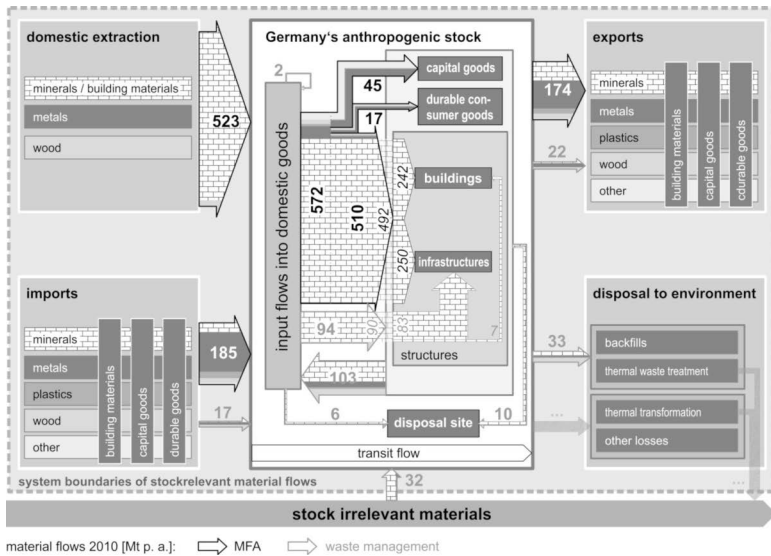 domestic extraction
minerals / building materials
metals
wood
523
imports
minerals
metals
plastics
wood
other
building materials
capital goods
durable goods
185
17
Germany‘s anthropogenic stock
2
input flows into domestic goods
45
capital goods
17
durable con-
sumer goods
572
510
492
242
buildings
250
infrastructures
94
90
83
7
structures
103
6
disposal site
10
transit flow
174
22
exports
minerals
metals
plastics
wood
other
building materials
capital goods
cdurable goods
33
...
disposal to environment
backfills
thermal waste treatment
thermal transformation
other losses
...
system boundaries of stockrelevant material flows
32
stock irrelevant materials
material flows 2010 [Mt p. a.]:
MFA
waste management